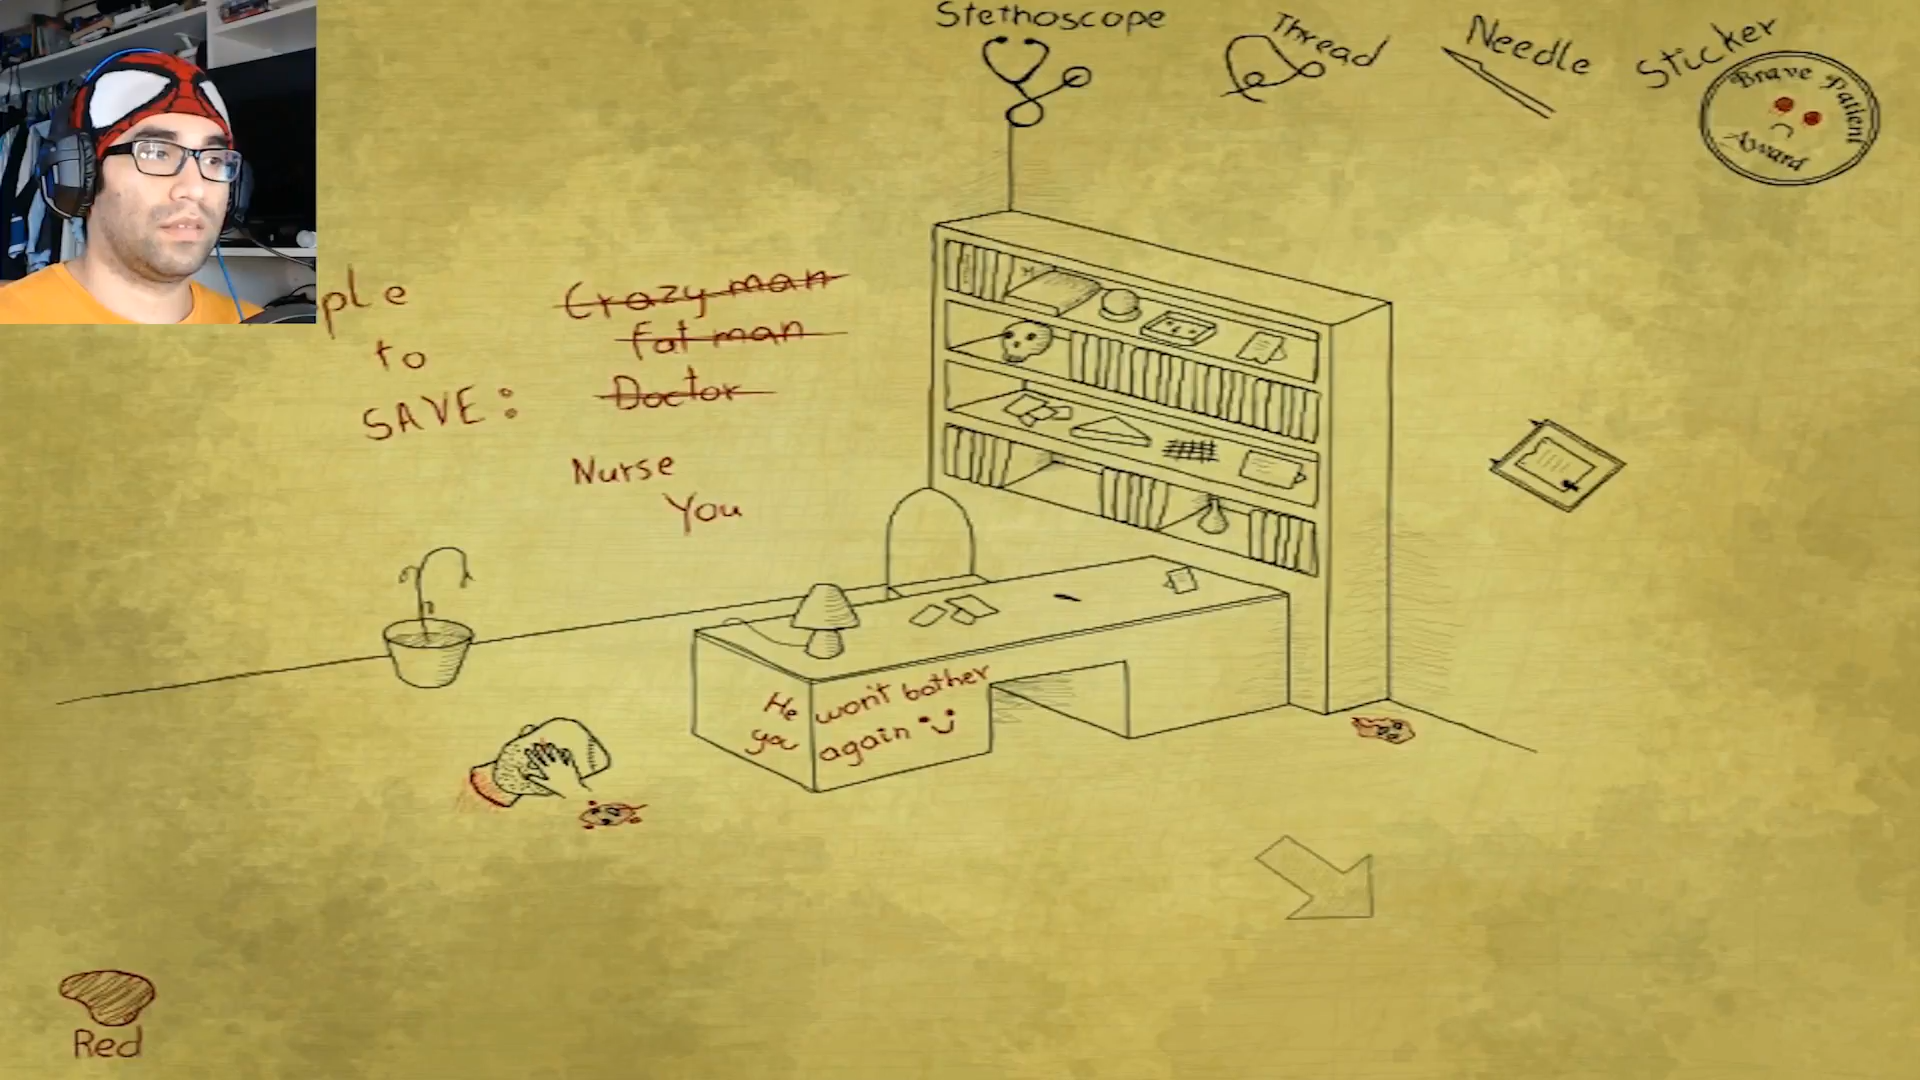 Stethoscope
Thread
Needle
Sticker
Brave Patient
Award
ple
to
SAVE:
Crazy man
fat man
Doctor
Nurse
You
He won't bother
you again
Red